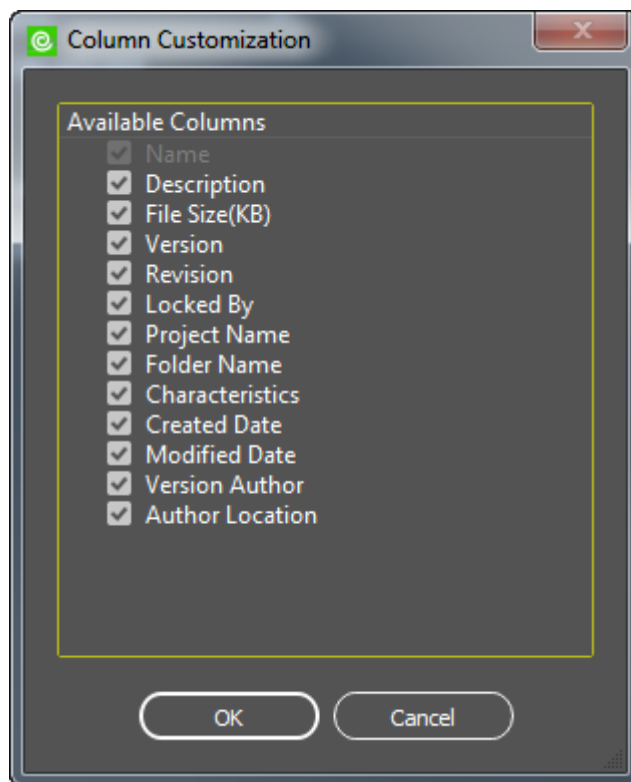 Column Customization
Available Columns
Name
Description
File Size(KB)
Version
Revision
Locked By
Project Name
Folder Name
Characteristics
Created Date
Modified Date
Version Author
Author Location
OK Cancel